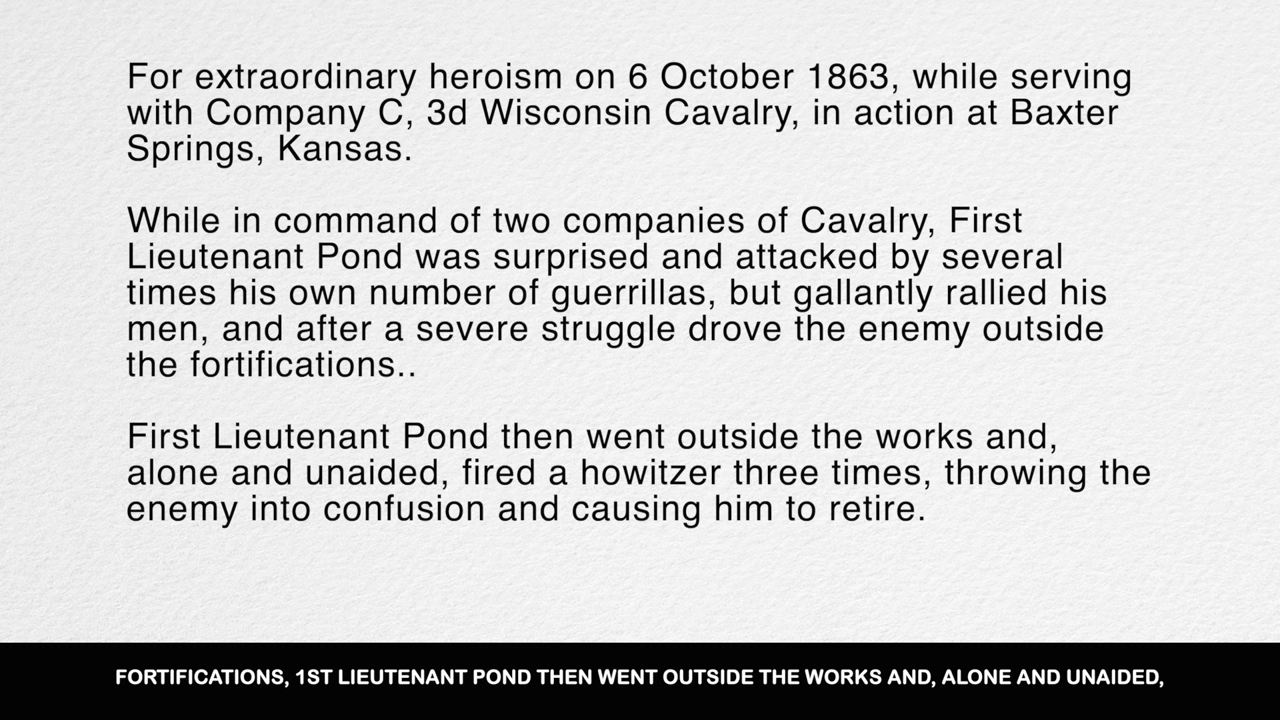 For extraordinary heroism on 6 October 1863, while serving
with Company C, 3d Wisconsin Cavalry, in action at Baxter
Springs, Kansas.
While in command of two companies of Cavalry, First
Lieutenant Pond was surprised and attacked by several
times his own number of guerrillas, but gallantly rallied his
men, and after a severe struggle drove the enemy outside
the fortifications..
First Lieutenant Pond then went outside the works and,
alone and unaided, fired a howitzer three times, throwing the
enemy into confusion and causing him to retire.
FORTIFICATIONS, 1ST LIEUTENANT POND THEN WENT OUTSIDE THE WORKS AND, ALONE AND UNAIDED,